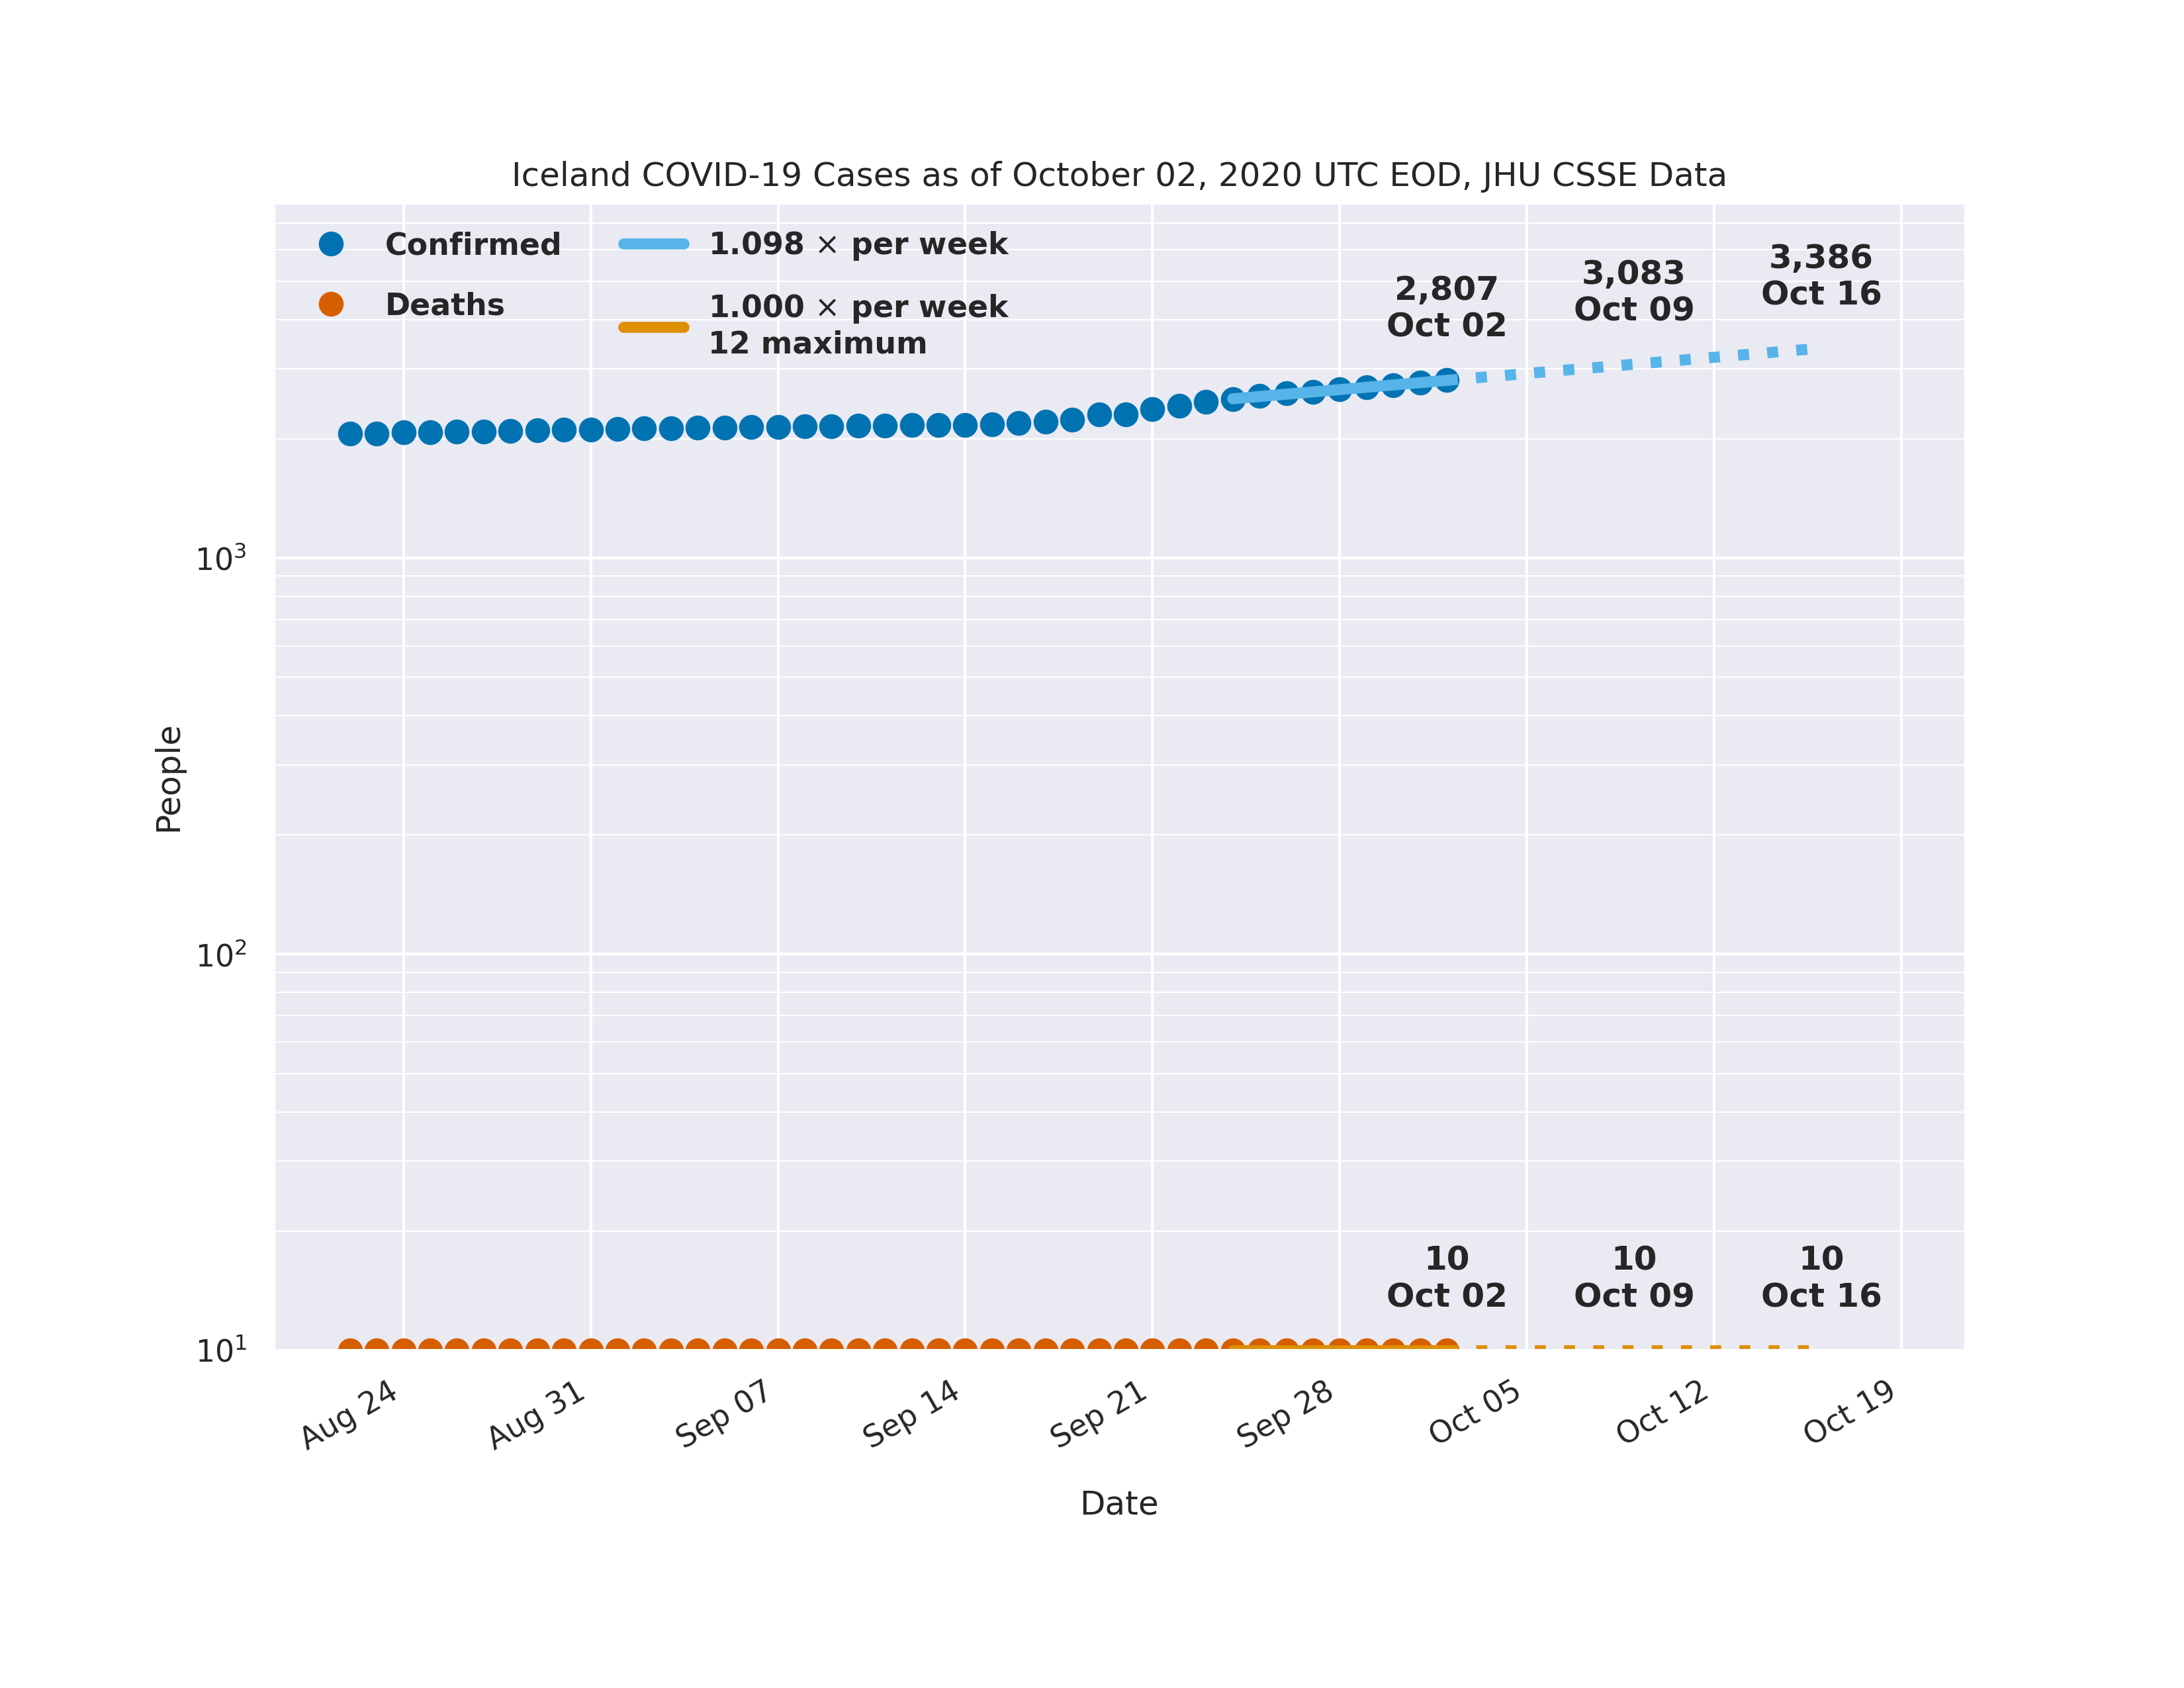 Iceland COVID-19 Cases as of October 02, 2020 UTC EOD, JHU CSSE Data
Confirmed
Deaths
1.098 × per week
1.000 × per week
12 maximum
2,807
Oct 02
3,083
Oct 09
3,386
Oct 16
10³
10²
10¹
People
10
Oct 02
10
Oct 09
10
Oct 16
Aug 24
Aug 31
Sep 07
Sep 14
Sep 21
Sep 28
Oct 05
Oct 12
Oct 19
Date